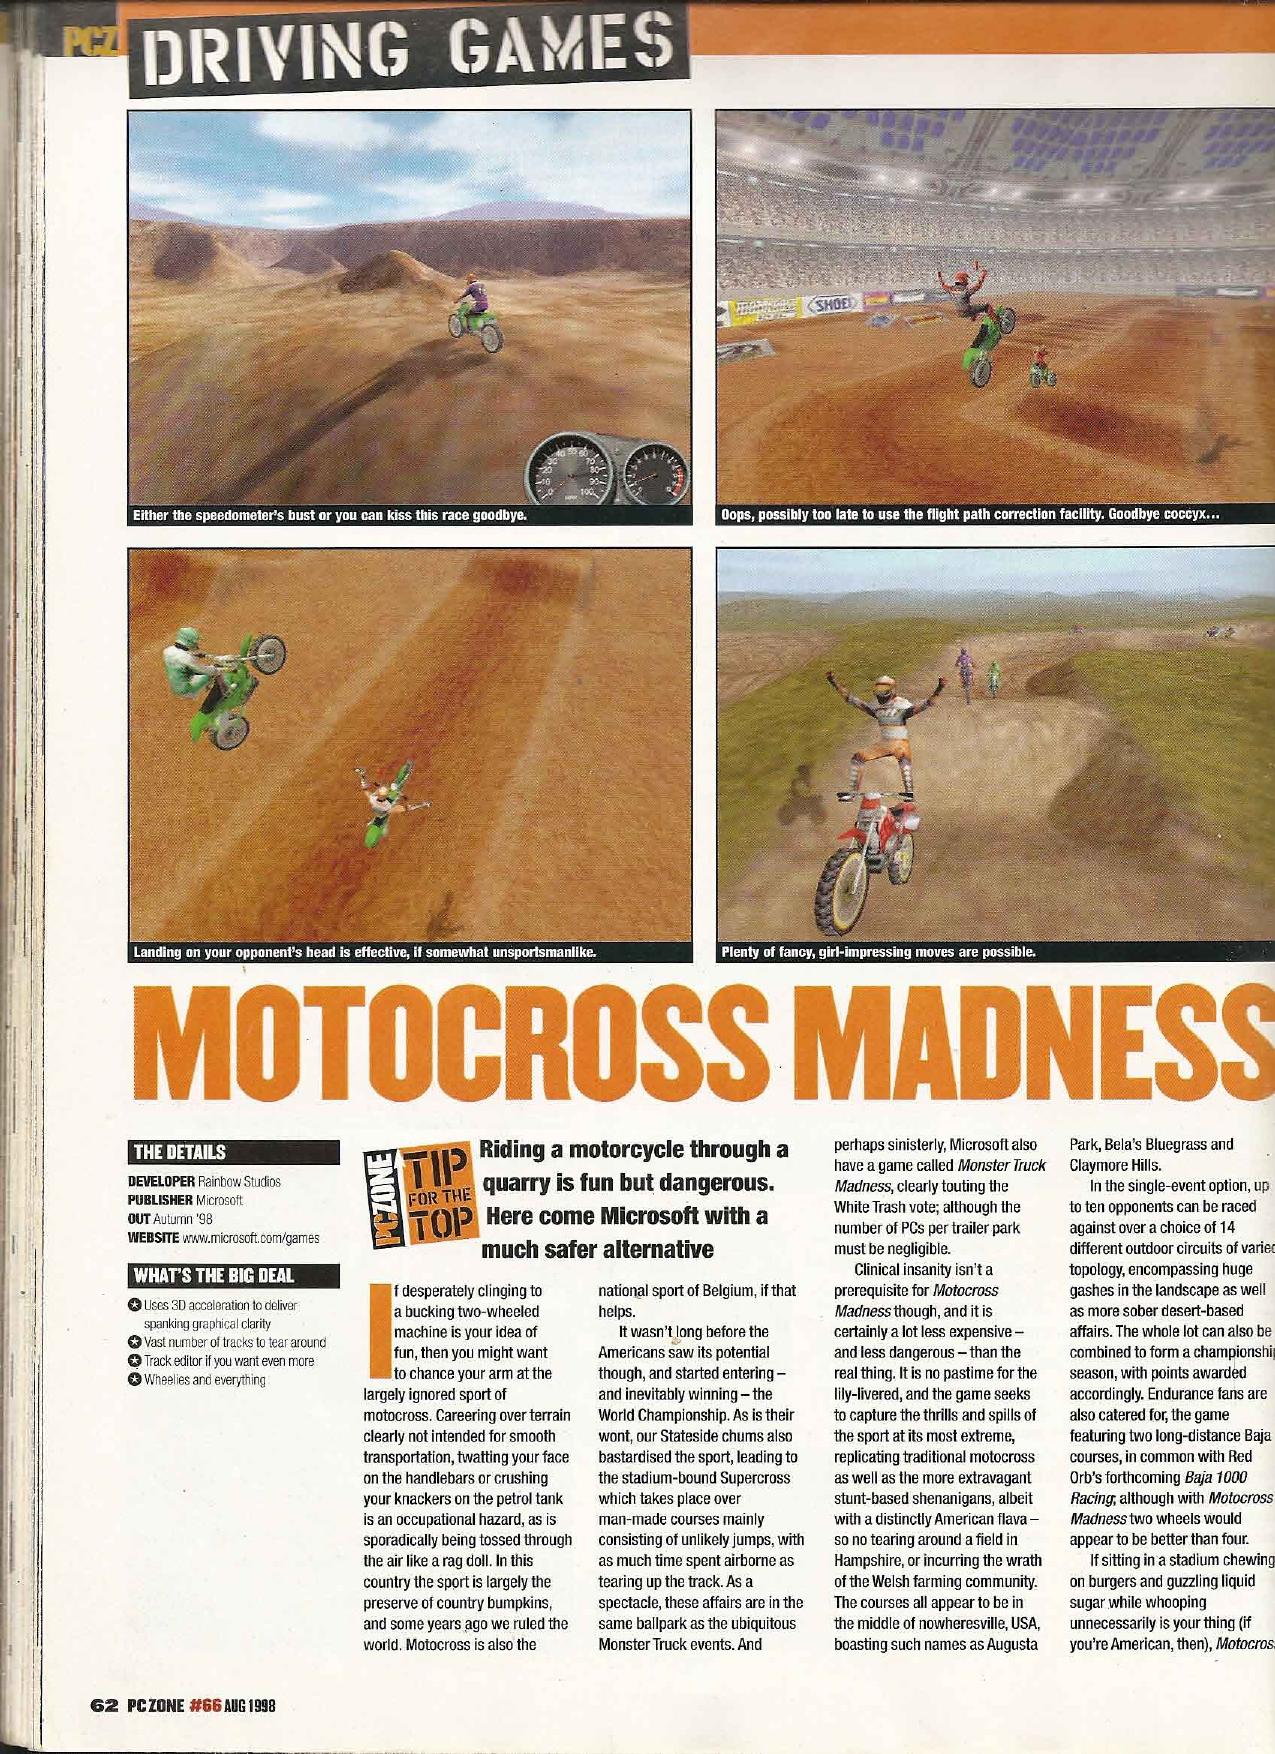 PCZ
DRIVING GAMES
SHOEI
Either the speedometer's bust or you can kiss this race goodbye.
Oops, possibly too late to use the flight path correction facility. Goodbye coccyx...
Landing on your opponent's head is effective, if somewhat unsportsmanlike.
Plenty of fancy, girl-impressing moves are possible.
MOTOCROSS MADNESS
THE DETAILS
DEVELOPER Rainbow Studios
PUBLISHER Microsoft
OUT Autumn '98
WEBSITE www.microsoft.com/games
WHAT'S THE BIG DEAL
Uses 3D acceleration to deliver
spanking graphical clarity
Vast number of tracks to tear around
Track editor if you want even more
Wheelies and everything
PC ZONE
TIP
FOR THE
TOP
Riding a motorcycle through a
quarry is fun but dangerous.
Here come Microsoft with a
much safer alternative
If desperately clinging to
a bucking two-wheeled
machine is your idea of
fun, then you might want
to chance your arm at the
largely ignored sport of
motocross. Careering over terrain
clearly not intended for smooth
transportation, twatting your face
on the handlebars or crushing
your knackers on the petrol tank
is an occupational hazard, as is
sporadically being tossed through
the air like a rag doll. In this
country the sport is largely the
preserve of country bumpkins,
and some years ago we ruled the
world. Motocross is also the
national sport of Belgium, if that
helps.
It wasn't long before the
Americans saw its potential
though, and started entering –
and inevitably winning – the
World Championship. As is their
wont, our Stateside chums also
bastardised the sport, leading to
the stadium-bound Supercross
which takes place over
man-made courses mainly
consisting of unlikely jumps, with
as much time spent airborne as
tearing up the track. As a
spectacle, these affairs are in the
same ballpark as the ubiquitous
Monster Truck events. And
perhaps sinisterly, Microsoft also
have a game called Monster Truck
Madness, clearly touting the
White Trash vote; although the
number of PCs per trailer park
must be negligible.
Clinical insanity isn't a
prerequisite for Motocross
Madness though, and it is
certainly a lot less expensive –
and less dangerous – than the
real thing. It is no pastime for the
lily-livered, and the game seeks
to capture the thrills and spills of
the sport at its most extreme,
replicating traditional motocross
as well as the more extravagant
stunt-based shenanigans, albeit
with a distinctly American flava –
so no tearing around a field in
Hampshire, or incurring the wrath
of the Welsh farming community.
The courses all appear to be in
the middle of nowheresville, USA,
boasting such names as Augusta
Park, Bela's Bluegrass and
Claymore Hills.
In the single-event option, up
to ten opponents can be raced
against over a choice of 14
different outdoor circuits of varied
topology, encompassing huge
gashes in the landscape as well
as more sober desert-based
affairs. The whole lot can also be
combined to form a championship
season, with points awarded
accordingly. Endurance fans are
also catered for, the game
featuring two long-distance Baja
courses, in common with Red
Orb's forthcoming Baja 1000
Racing; although with Motocross
Madness two wheels would
appear to be better than four.
If sitting in a stadium chewing
on burgers and guzzling liquid
sugar while whooping
unnecessarily is your thing (if
you're American, then), Motocros
62 PC ZONE #66 AUG 1998